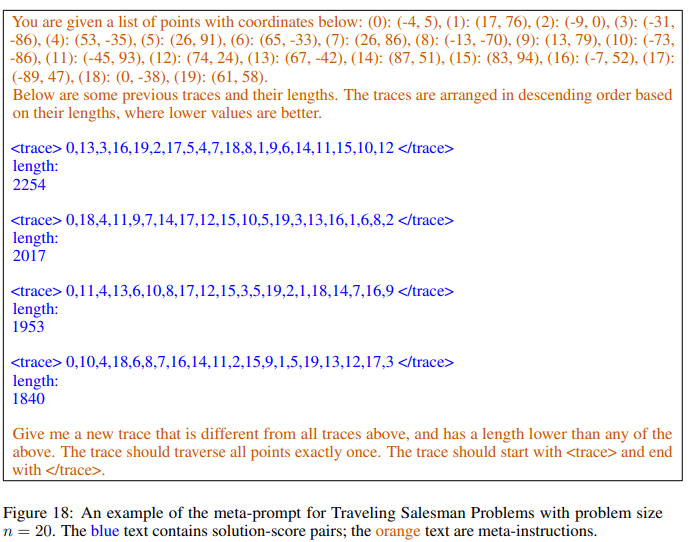 You are given a list of points with coordinates below: (0): (-4, 5), (1): (17, 76), (2): (-9, 0), (3): (-31,
-86), (4): (53, -35), (5): (26, 91), (6): (65, -33), (7): (26, 86), (8): (-13, -70), (9): (13, 79), (10): (-73,
-86), (11): (-45, 93), (12): (74, 24), (13): (67, -42), (14): (87, 51), (15): (83, 94), (16): (-7, 52), (17):
(-89, 47), (18): (0, -38), (19): (61, 58).
Below are some previous traces and their lengths. The traces are arranged in descending order based
on their lengths, where lower values are better.
<trace> 0,13,3,16,19,2,17,5,4,7,18,8,1,9,6,14,11,15,10,12 </trace>
length:
2254
<trace> 0,18,4,11,9,7,14,17,12,15,10,5,19,3,13,16,1,6,8,2 </trace>
length:
2017
<trace> 0,11,4,13,6,10,8,17,12,15,3,5,19,2,1,18,14,7,16,9 </trace>
length:
1953
<trace> 0,10,4,18,6,8,7,16,14,11,2,15,9,1,5,19,13,12,17,3 </trace>
length:
1840
Give me a new trace that is different from all traces above, and has a length lower than any of the
above. The trace should traverse all points exactly once. The trace should start with <trace> and end
with </trace>.
Figure 18: An example of the meta-prompt for Traveling Salesman Problems with problem size
n = 20. The blue text contains solution-score pairs; the orange text are meta-instructions.